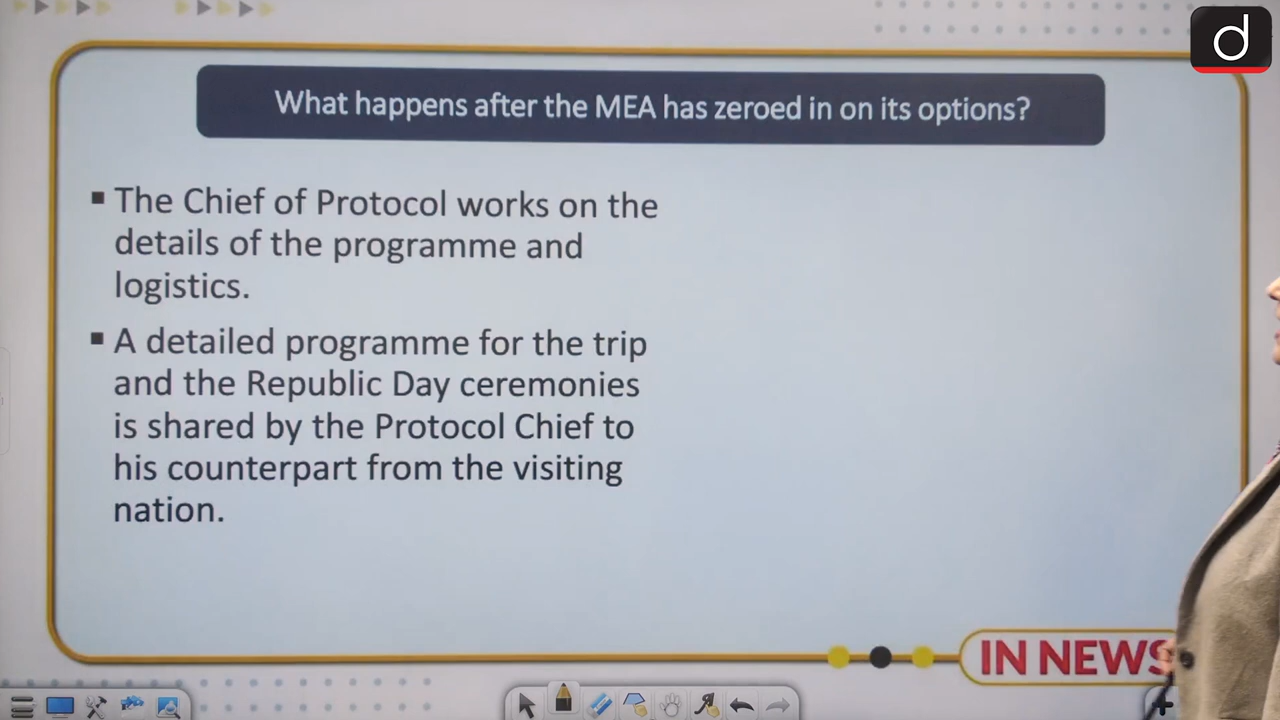 d
What happens after the MEA has zeroed in on its options?
▪ The Chief of Protocol works on the
details of the programme and
logistics.
▪ A detailed programme for the trip
and the Republic Day ceremonies
is shared by the Protocol Chief to
his counterpart from the visiting
nation.
IN NEWS